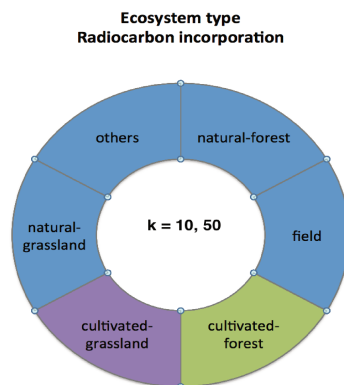 Ecosystem type
Radiocarbon incorporation
others
natural-forest
natural-
grassland
k = 10, 50
field
cultivated-
grassland
cultivated-
forest